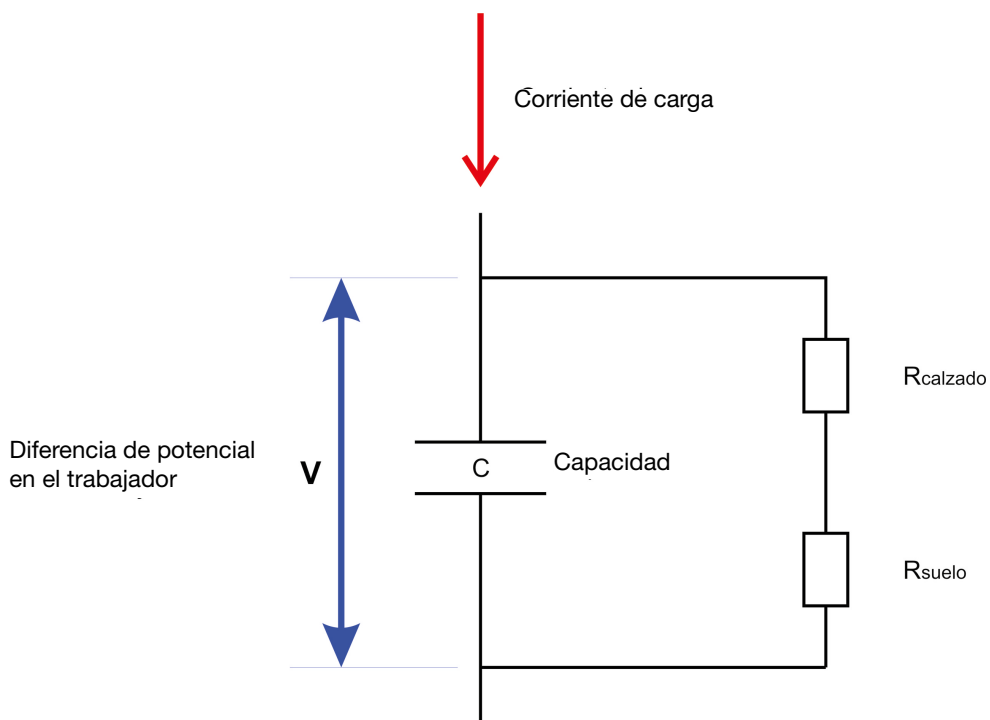 Corriente de carga
Rcalzado
Diferencia de potencial
en el trabajador
V
C
Capacidad
Rsuelo